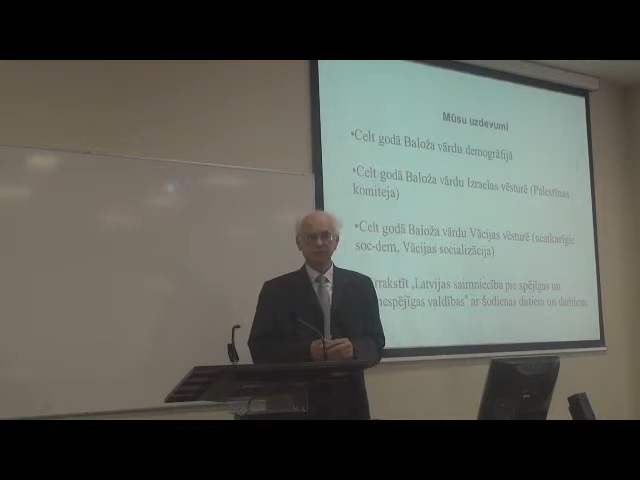 Mūsu uzdevumi
•Celt godā Baloža vārdu demogrāfijā
•Celt godā Baloža vārdu Izraelas vēsturē (Palestīnas
komiteja)
•Celt godā Baloža vārdu Vācijas vēsturē (neatkarīgie
soc-dem, Vācijas socializācija)
„Latvijas saimniecība pie spējīgas un
nespējīgas valdības" ar šodienas datiem un darbiem